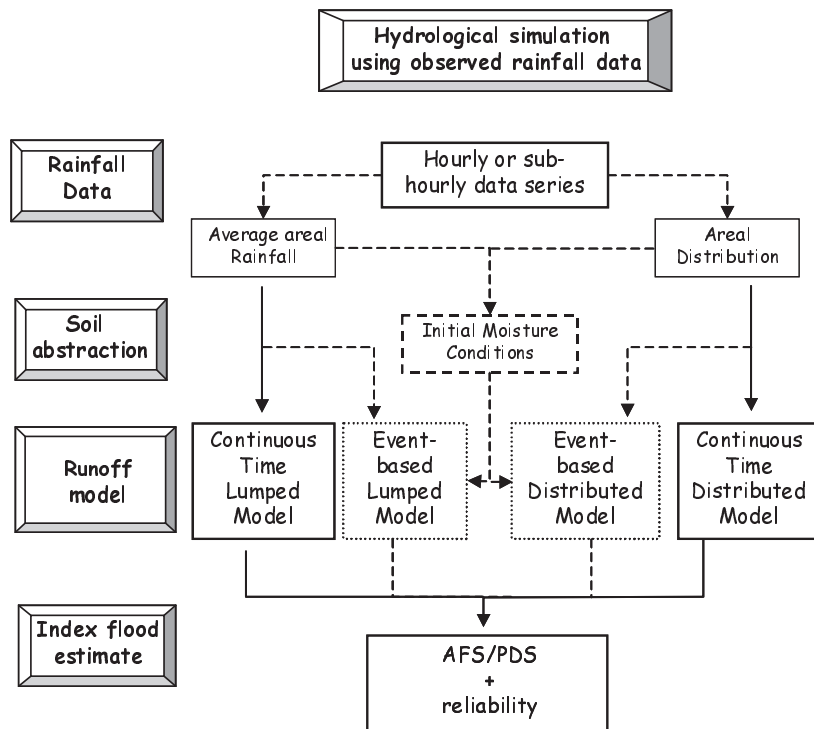 Hydrological simulation
using observed rainfall data
Rainfall
Data
Hourly or sub-
hourly data series
Average areal
Rainfall
Areal
Distribution
Soil
abstraction
Initial Moisture
Conditions
Runoff
model
Continuous
Time
Lumped
Model
Event-
based
Lumped
Model
Event-
based
Distributed
Model
Continuous
Time
Distributed
Model
Index flood
estimate
AFS/PDS
+
reliability